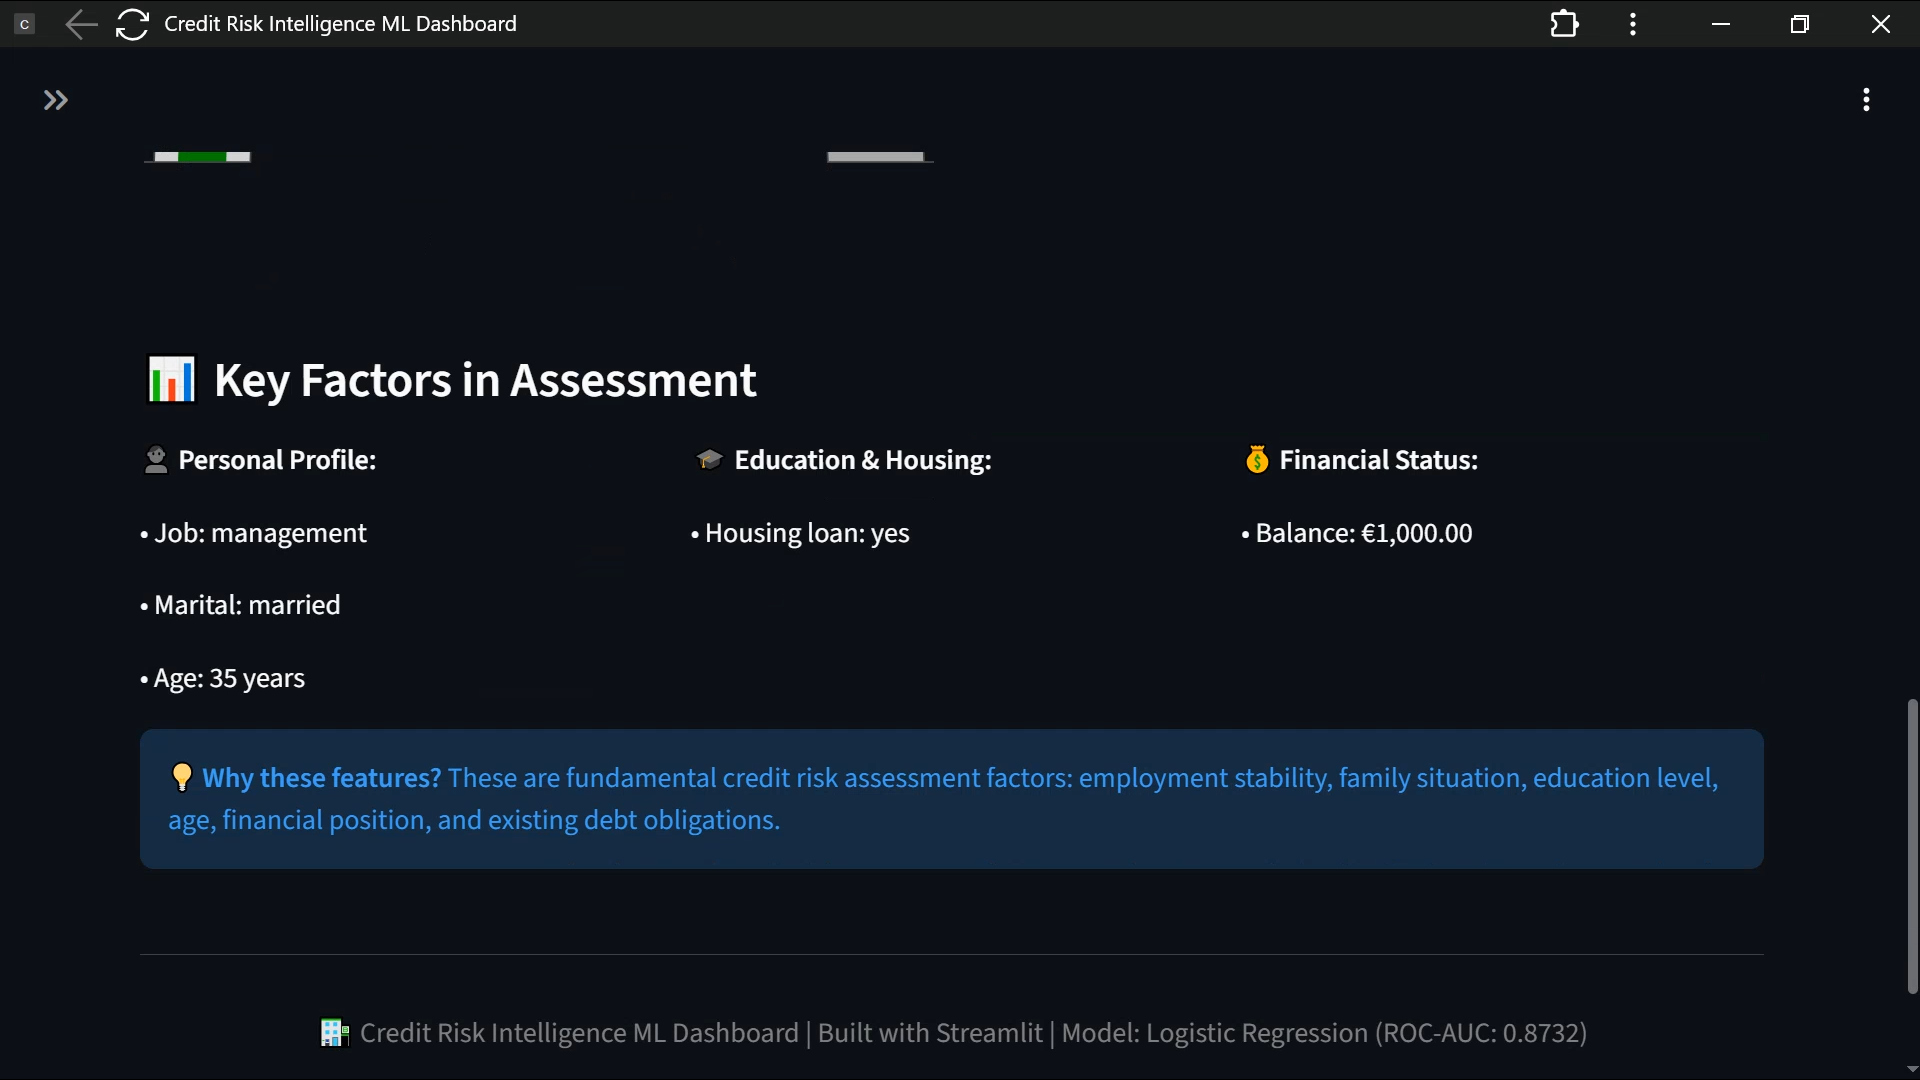 C Credit Risk Intelligence ML Dashboard
Key Factors in Assessment
Personal Profile:
• Job: management
• Marital: married
• Age: 35 years
Education & Housing:
• Housing loan: yes
Financial Status:
• Balance: €1,000.00
Why these features? These are fundamental credit risk assessment factors: employment stability, family situation, education level,
age, financial position, and existing debt obligations.
Credit Risk Intelligence ML Dashboard | Built with Streamlit | Model: Logistic Regression (ROC-AUC: 0.8732)